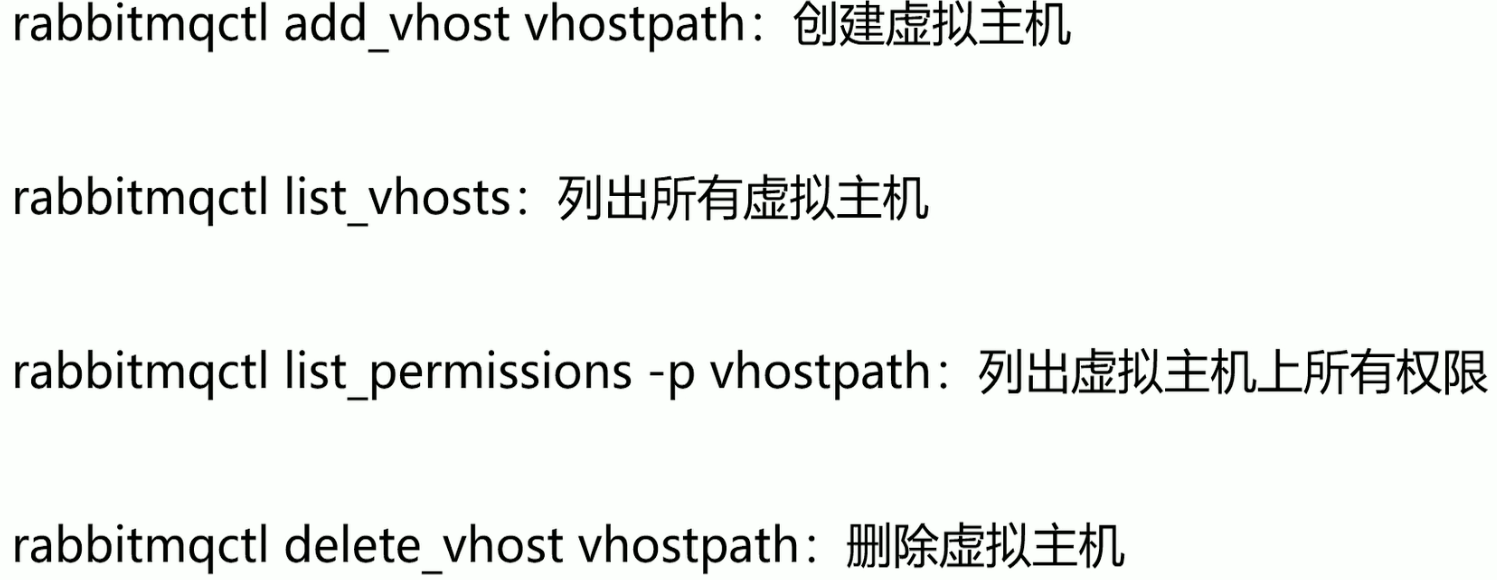 rabbitmqctl add_vhost vhostpath：创建虚拟主机
rabbitmqctl list_vhosts：列出所有虚拟主机
rabbitmqctl list_permissions -p vhostpath：列出虚拟主机上所有权限
rabbitmqctl delete_vhost vhostpath：删除虚拟主机